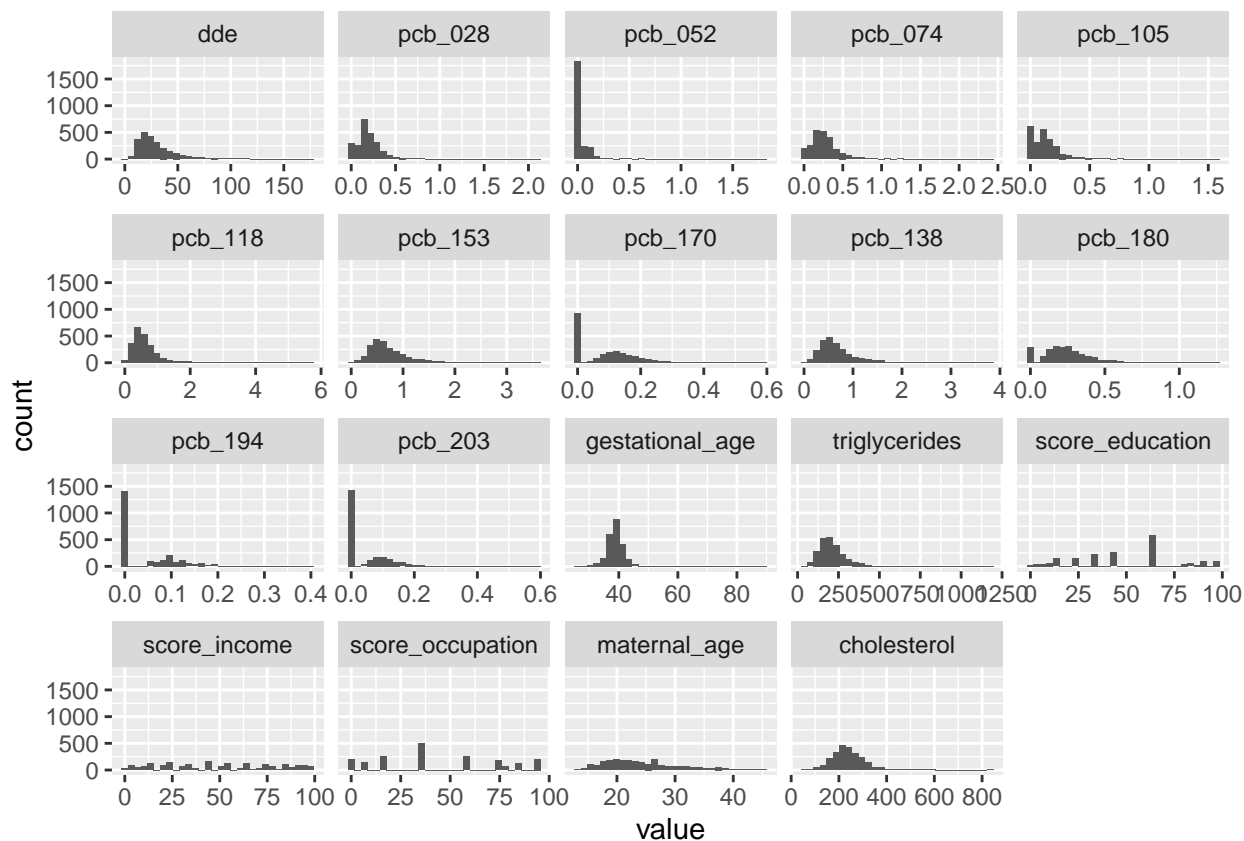 dde pcb_028 pcb_052 pcb_074 pcb_105
1500
1000
500
0
0 50 100 150 0.0 0.5 1.0 1.5 2.0 0.0 0.5 1.0 1.5 0.0 0.5 1.0 1.5 2.0 2.5 0.0 0.5 1.0 1.5
pcb_118 pcb_153 pcb_170 pcb_138 pcb_180
1500
1000
500
0
0 2 4 6 0 1 2 3 0.0 0.2 0.4 0.6 0 1 2 3 4 0.0 0.5 1.0
count
pcb_194 pcb_203 gestational_age triglycerides score_education
1500
1000
500
0
0.0 0.1 0.2 0.3 0.4 0.0 0.2 0.4 0.6 40 60 80 0 250 500 750 1000 1250 0 25 50 75 100
score_income score_occupation maternal_age cholesterol
1500
1000
500
0
0 25 50 75 100 0 25 50 75 100 20 30 40 0 200 400 600 800
value